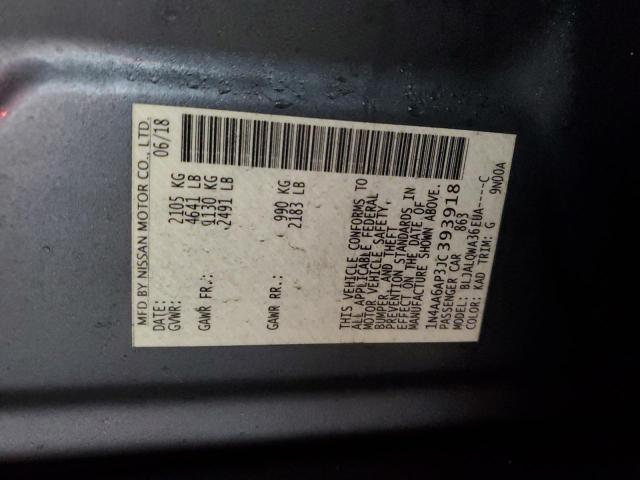 MFD BY NISSAN MOTOR CO., LTD.
DATE: 06/18
GVWR: 2105 KG
4641 LB
GAWR FR.: 1130 KG
2491 LB
GAWR RR.: 990 KG
2183 LB
THIS VEHICLE CONFORMS TO
ALL APPLICABLE FEDERAL
MOTOR VEHICLE SAFETY,
BUMPER, AND THEFT
PREVENTION STANDARDS IN
EFFECT ON THE DATE OF
MANUFACTURE SHOWN ABOVE.
1N4AA6AP3JC393918
PASSENGER CAR 863
MODEL: BLJALQWA36EUA----C
COLOR: KAD TRIM: G 9N00A